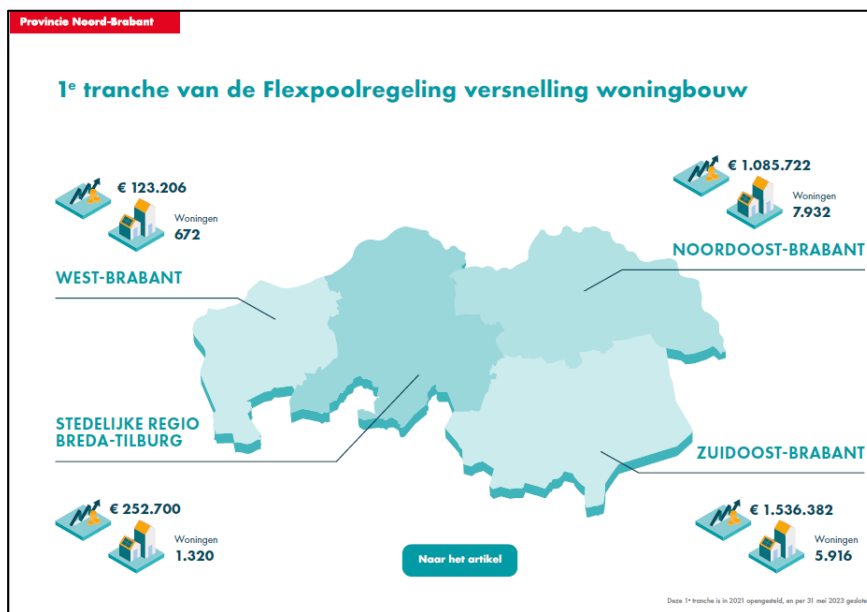 Provincie Noord-Brabant
1e tranche van de Flexpoolregeling versnelling woningbouw
€ 123.206
Woningen
672
WEST-BRABANT
€ 1.085.722
Woningen
7.932
NOORDOOST-BRABANT
STEDELIJKE REGIO
BREDA-TILBURG
€ 252.700
Woningen
1.320
ZUIDOOST-BRABANT
€ 1.536.382
Woningen
5.916
Naar het artikel
Deze 1e tranche is in 2021 opengesteld, en per 31 mei 2023 geslote